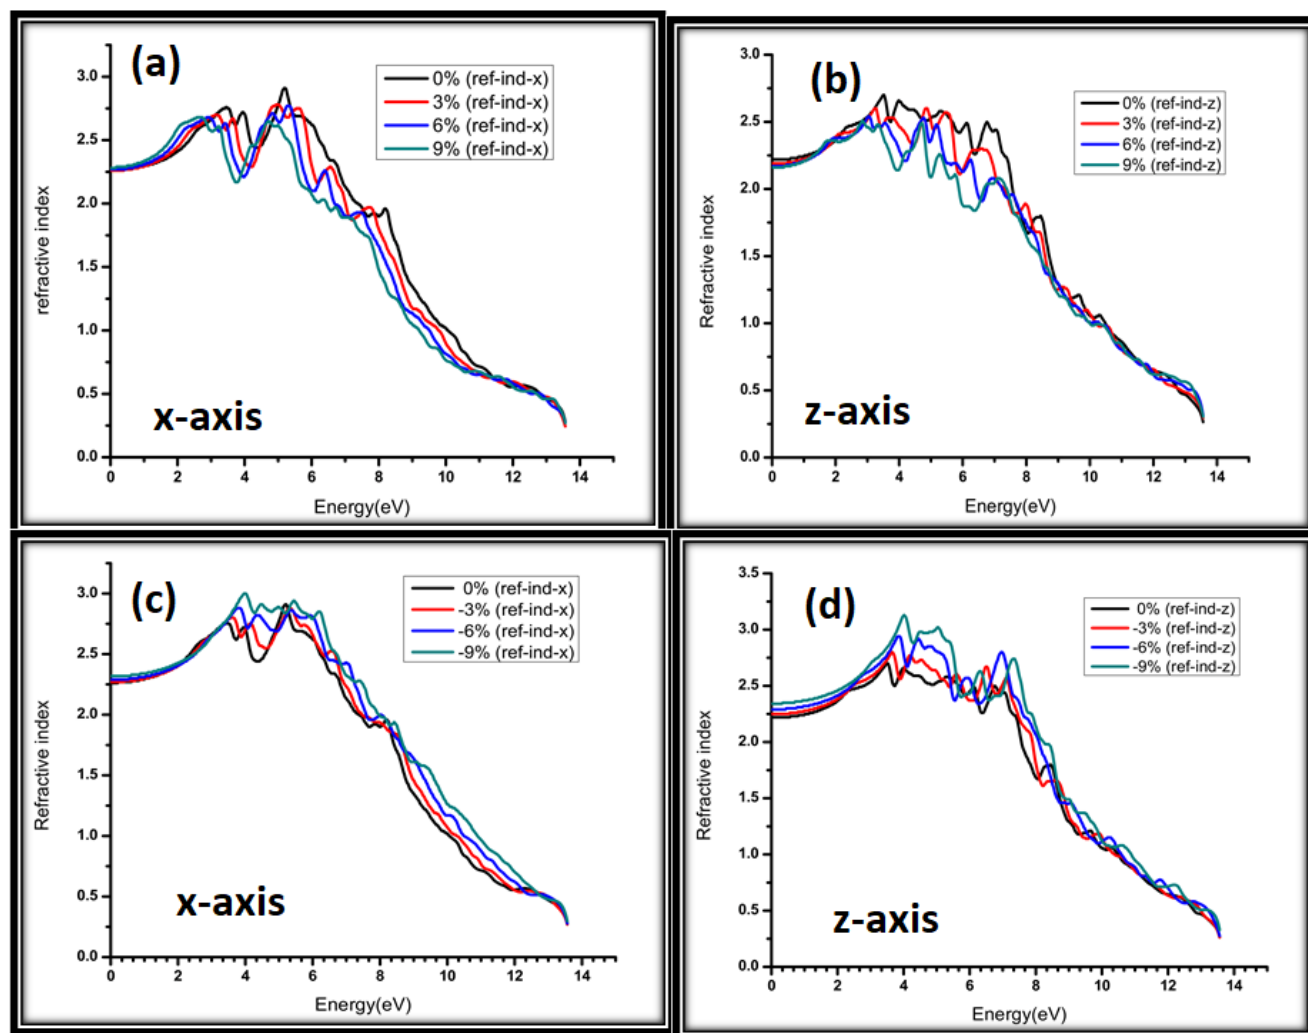 (a)
0% (ref-ind-x)
3% (ref-ind-x)
6% (ref-ind-x)
9% (ref-ind-x)
3.0
2.5
2.0
1.5
1.0
0.5
0.0
refractive index
x-axis
0 2 4 6 8 10 12 14
Energy(eV)
(b)
0% (ref-ind-z)
3% (ref-ind-z)
6% (ref-ind-z)
9% (ref-ind-z)
3.0
2.5
2.0
1.5
1.0
0.5
0.0
Refractive index
z-axis
0 2 4 6 8 10 12 14
Energy(eV)
(c)
0% (ref-ind-x)
-3% (ref-ind-x)
-6% (ref-ind-x)
-9% (ref-ind-x)
3.0
2.5
2.0
1.5
1.0
0.5
0.0
Refractive index
x-axis
0 2 4 6 8 10 12 14
Energy(eV)
(d)
0% (ref-ind-z)
-3% (ref-ind-z)
-6% (ref-ind-z)
-9% (ref-ind-z)
3.5
3.0
2.5
2.0
1.5
1.0
0.5
0.0
Refractive index
z-axis
0 2 4 6 8 10 12 14
Energy(eV)